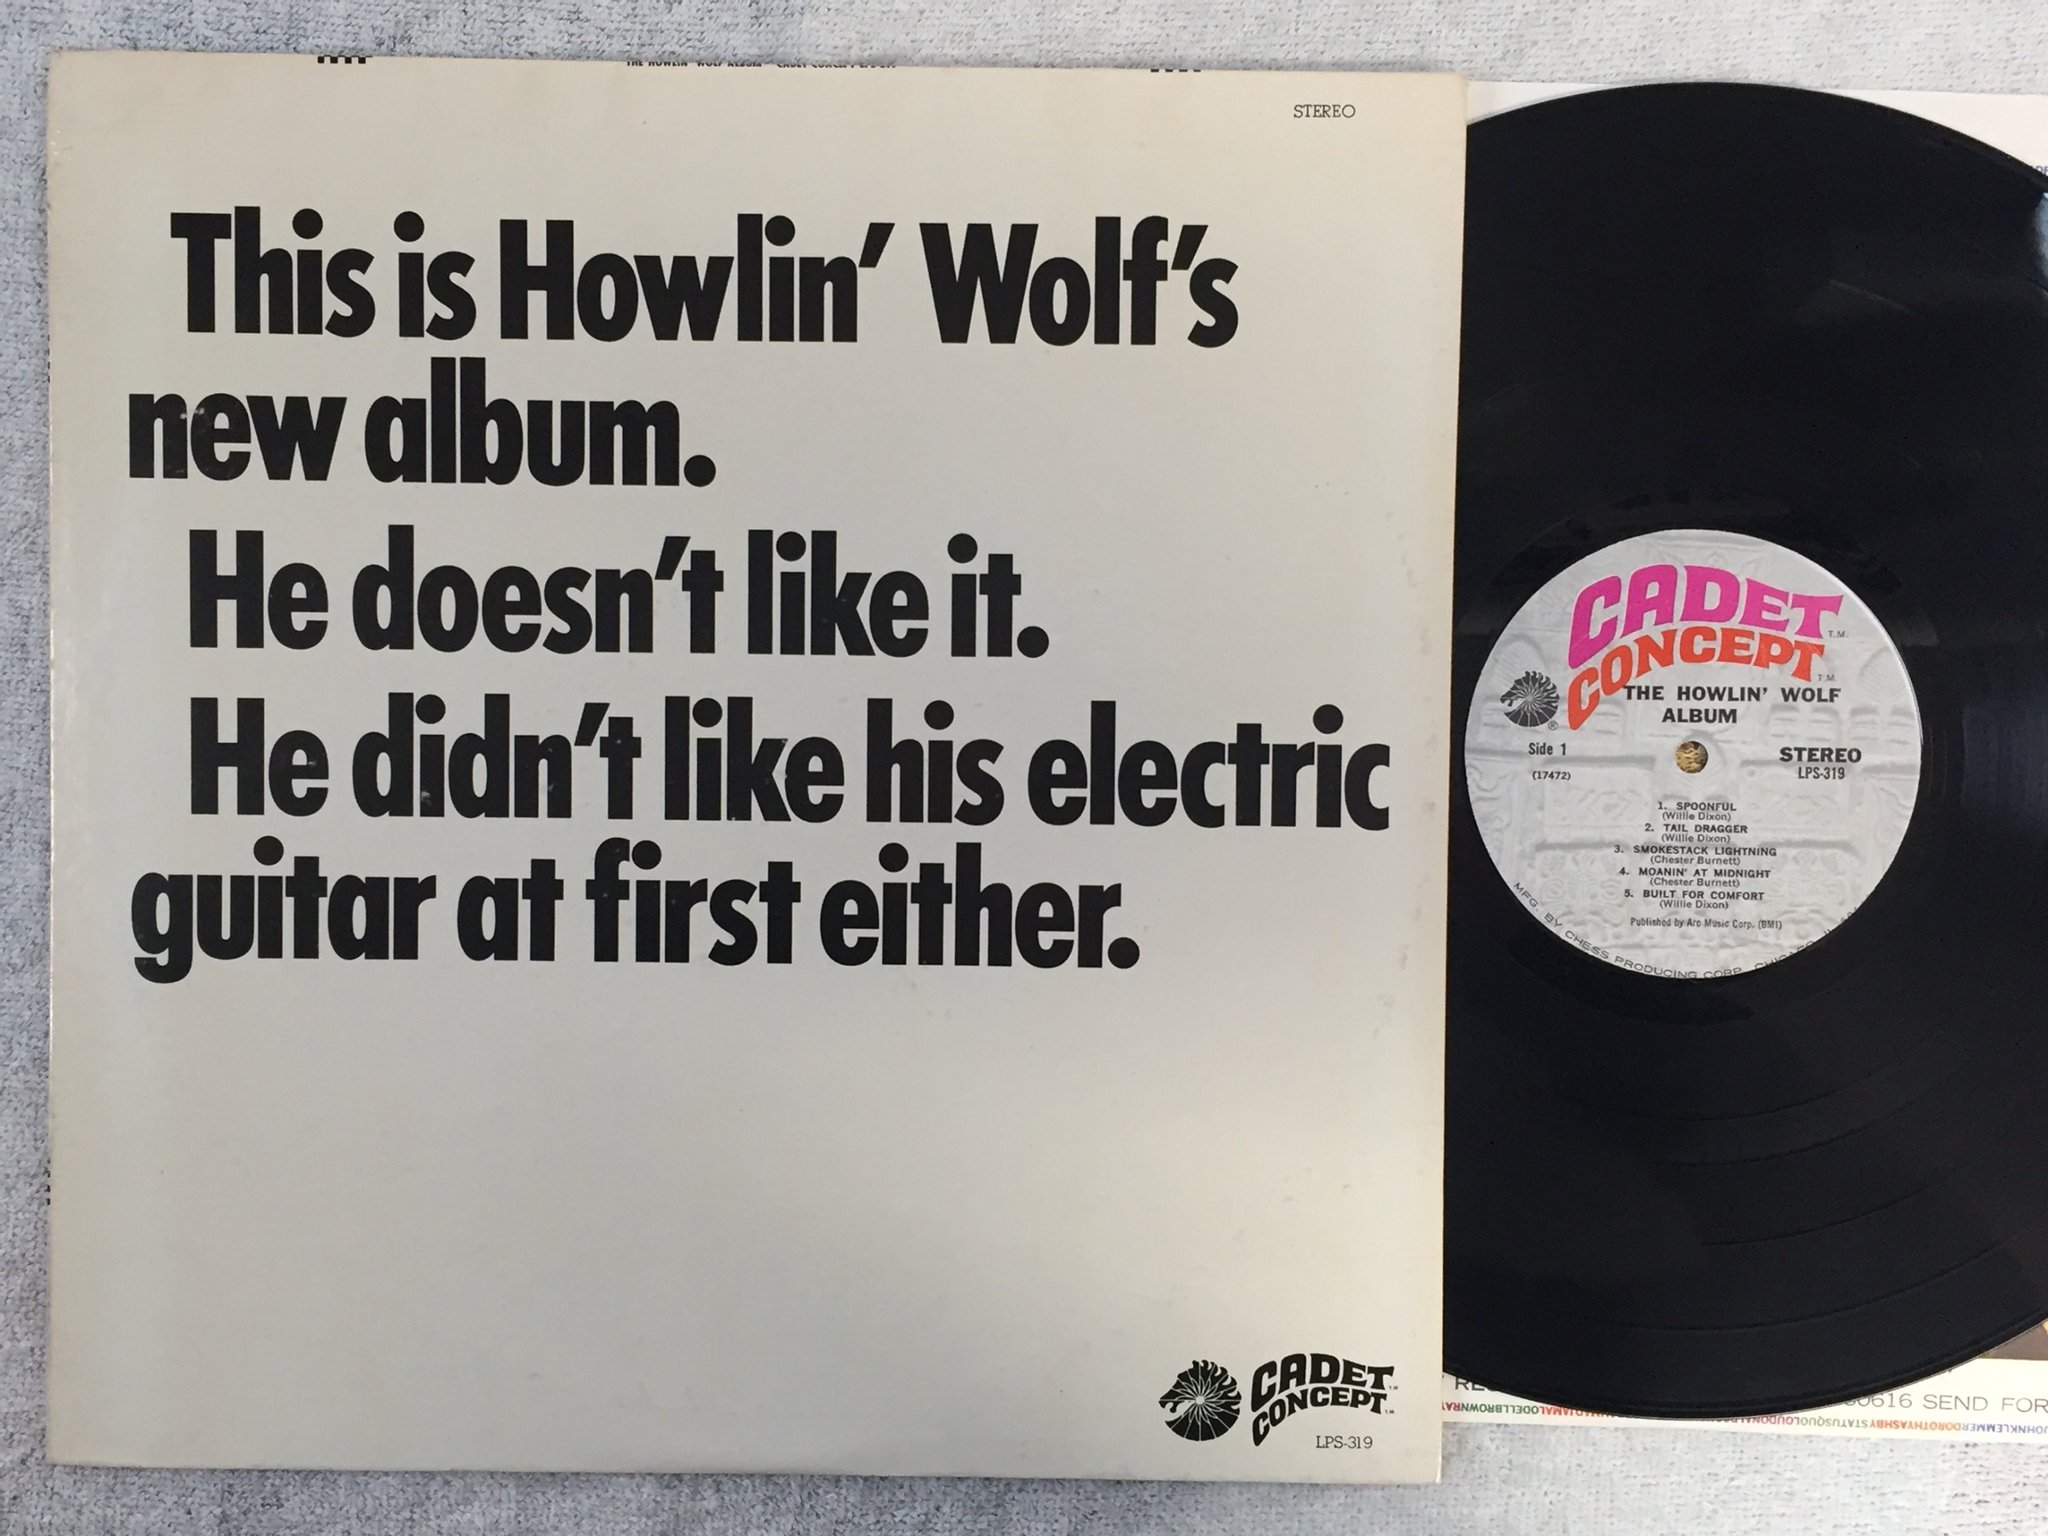 THE HOWLIN' WOLF ALBUM
STEREO
This is Howlin' Wolf's
new album.
He doesn't like it.
He didn't like his electric
guitar at first either.
CADET T.M.
CONCEPT T.M.
LPS-319
CADET T.M.
CONCEPT T.M.
THE HOWLIN' WOLF
ALBUM
®
Side 1
(17472)
STEREO
LPS-319
1. SPOONFUL
(Willie Dixon)
2. TAIL DRAGGER
(Willie Dixon)
3. SMOKESTACK LIGHTNING
(Chester Burnett)
4. MOANIN' AT MIDNIGHT
(Chester Burnett)
5. BUILT FOR COMFORT
(Willie Dixon)
Published by Arc Music Corp. (BMI)
MFG. BY CHESS PRODUCING CORP.
60616 SEND FOR
JOHNKLEMMERDOROTHYASHBYSTATUSQUOLOUDON